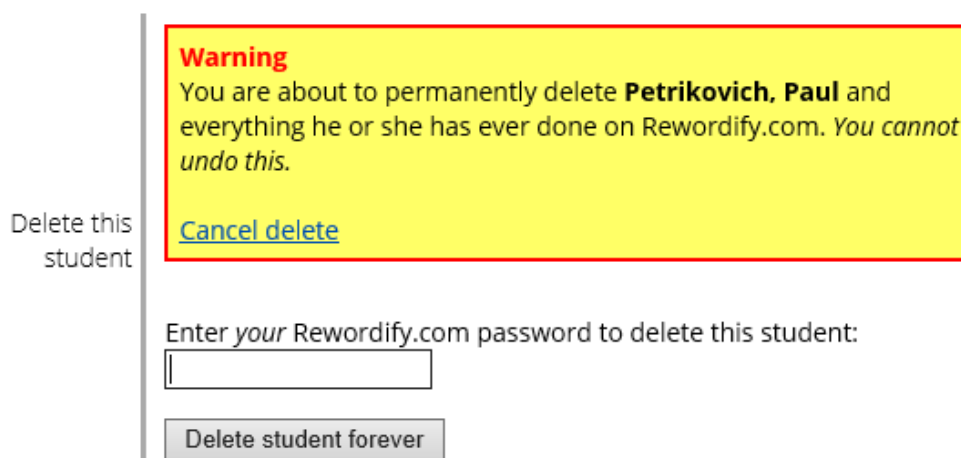 Warning
You are about to permanently delete Petrikovich, Paul and
everything he or she has ever done on Rewordify.com. You cannot
undo this.
Cancel delete
Delete this
student
Enter your Rewordify.com password to delete this student:
Delete student forever